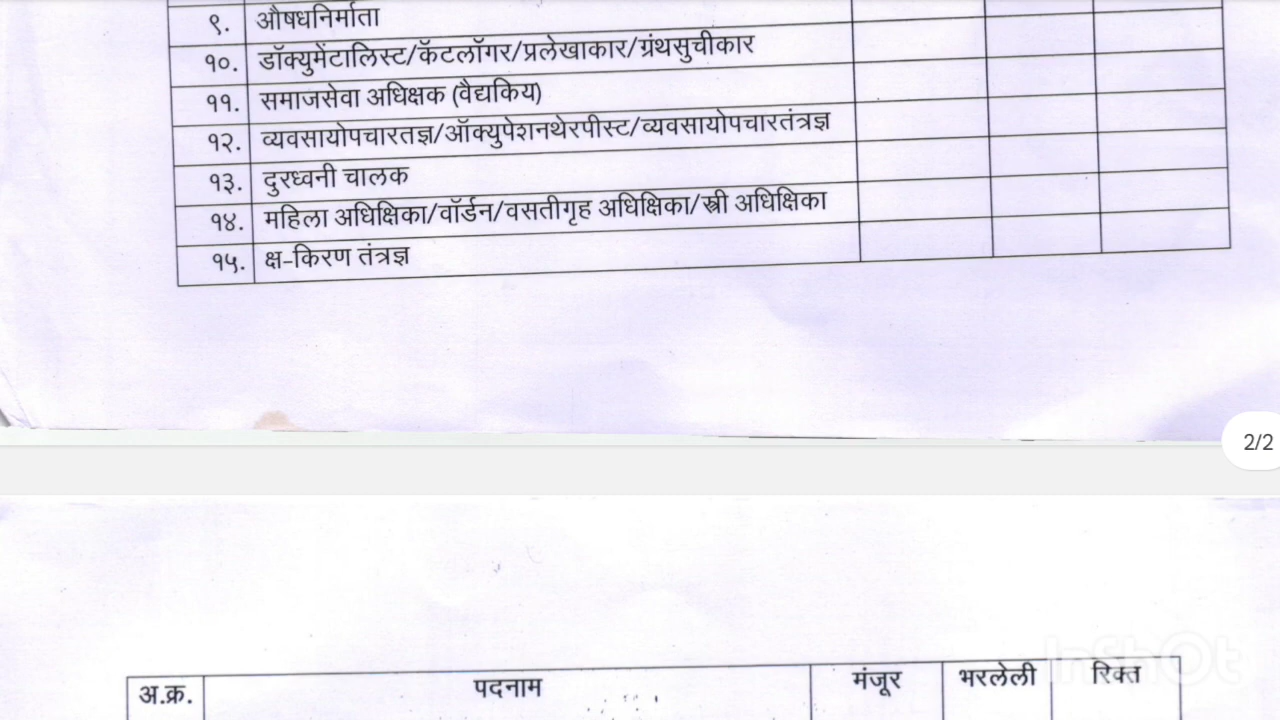 ९. औषधनिर्माता
१०. डॉक्युमेंटालिस्ट/कॅटलॉगर/प्रलेखाकार/ग्रंथसुचीकार
११. समाजसेवा अधिक्षक (वैद्यकिय)
१२. व्यवसायोपचारतज्ञ/ऑक्युपेशनथेरपीस्ट/व्यवसायोपचारतंत्रज्ञ
१३. दुरध्वनी चालक
१४. महिला अधिक्षिका/वॉर्डन/वसतीगृह अधिक्षिका/स्त्री अधिक्षिका
१५. क्ष-किरण तंत्रज्ञ
2/2
InShOt
अ.क्र. पदनाम मंजूर भरलेली रिक्त